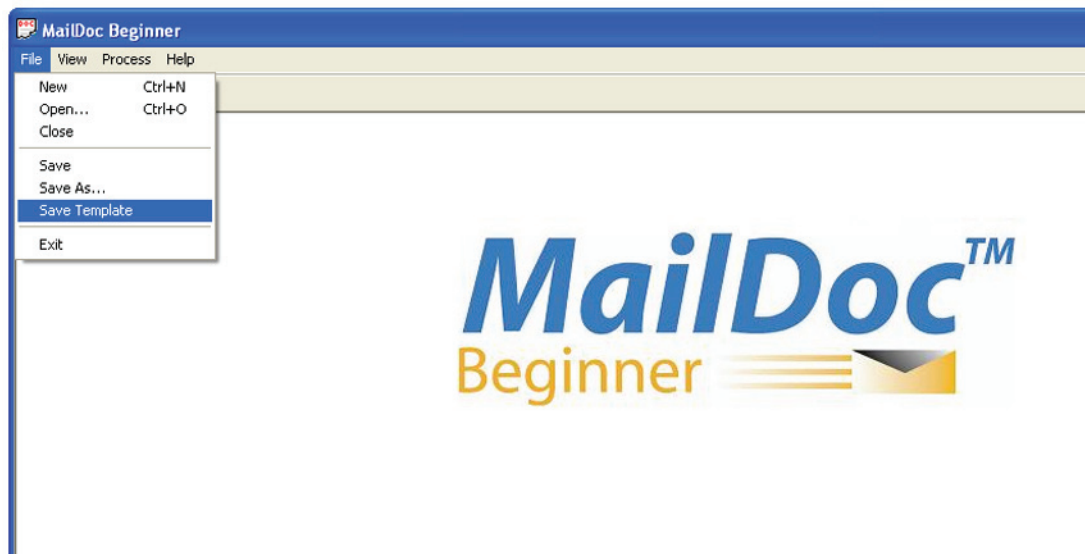 MailDoc Beginner
File View Process Help
New Ctrl+N
Open... Ctrl+O
Close
Save
Save As...
Save Template
Exit
MailDoc™
Beginner